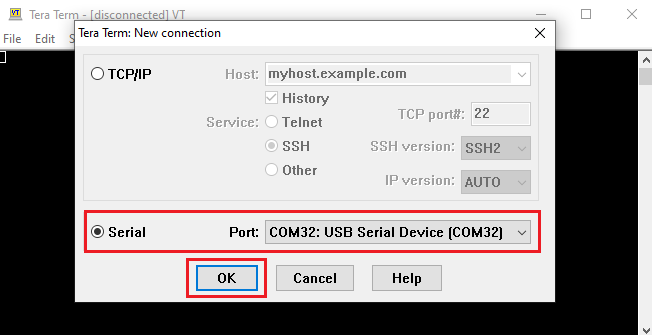 VT Tera Term - [disconnected] VT
File Edit S
Tera Term: New connection
TCP/IP Host: myhost.example.com
History
Service: Telnet TCP port#: 22
SSH SSH version: SSH2
Other IP version: AUTO
Serial Port: COM32: USB Serial Device (COM32)
OK Cancel Help